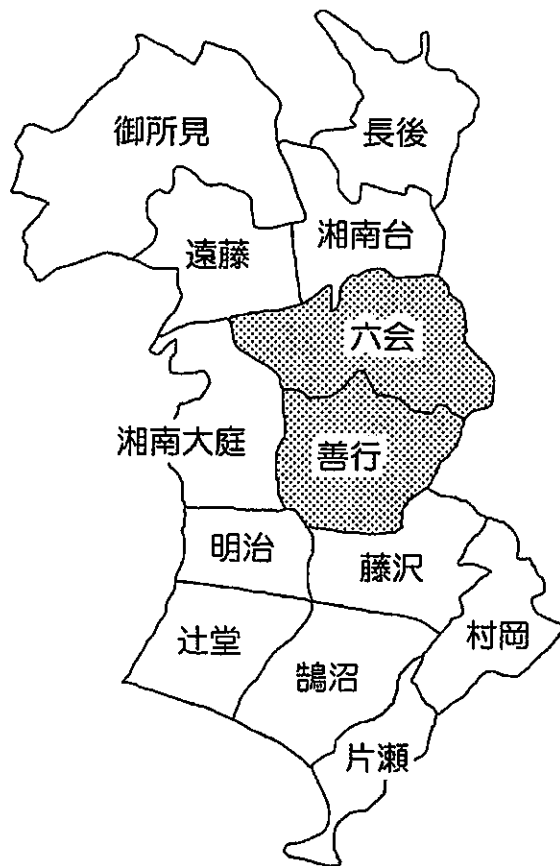 御所見
長後
遠藤
湘南台
六会
湘南大庭
善行
明治
藤沢
辻堂
鵠沼
村岡
片瀬